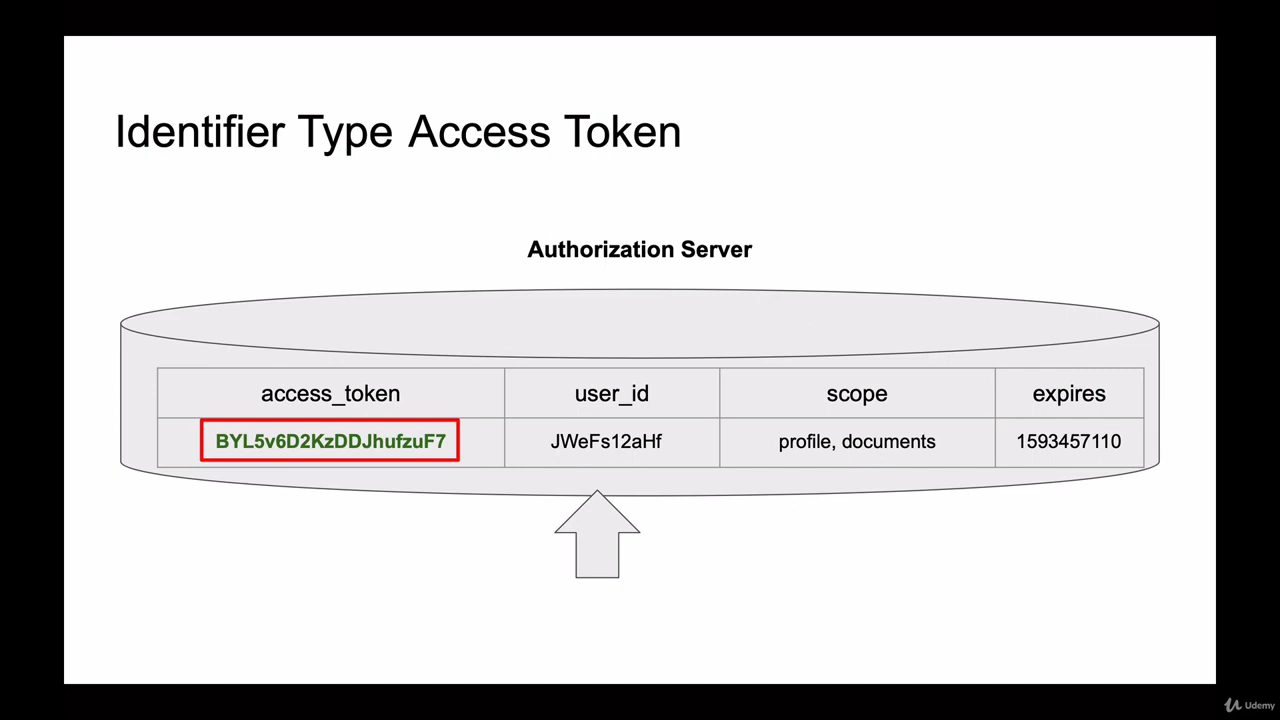 Identifier Type Access Token
Authorization Server
access_token user_id scope expires
BYL5v6D2KzDDJhufzuF7 JWeFs12aHf profile, documents 1593457110
Udemy